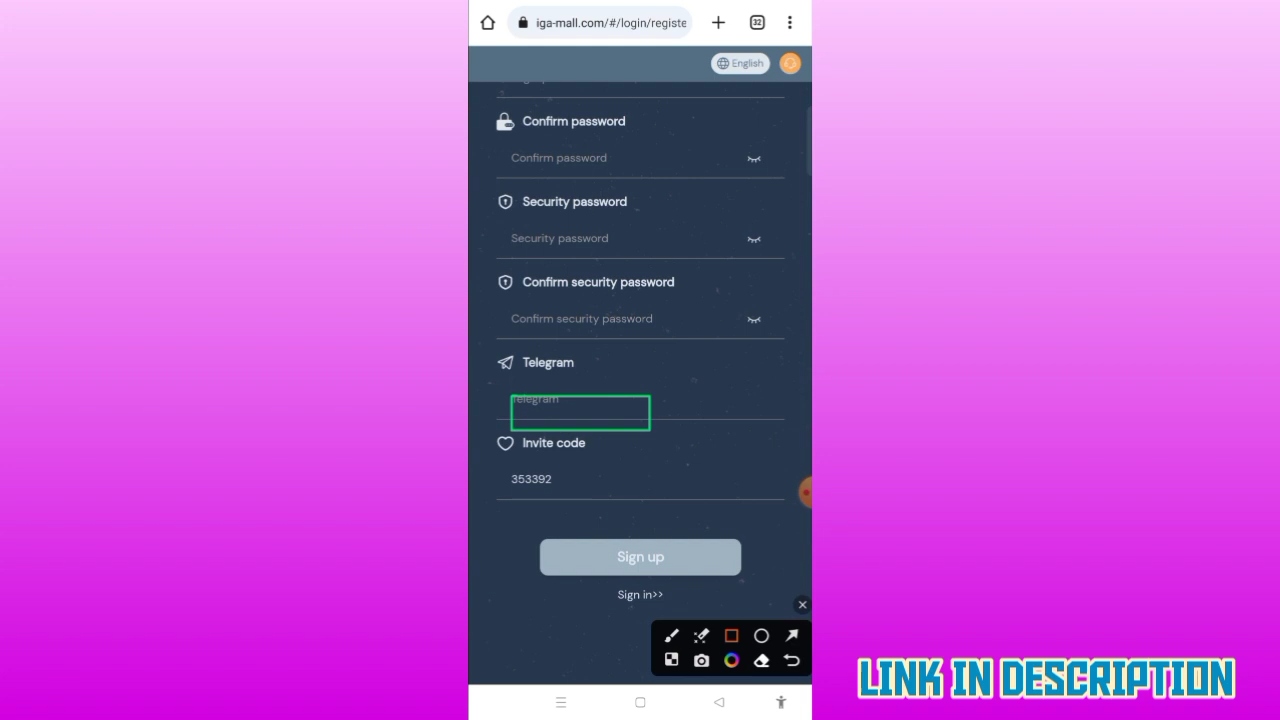 iga-mall.com/#/login/registe
32
English
Confirm password
Confirm password
Security password
Security password
Confirm security password
Confirm security password
Telegram
Telegram
Invite code
353392
Sign up
Sign in>>
LINK IN DESCRIPTION